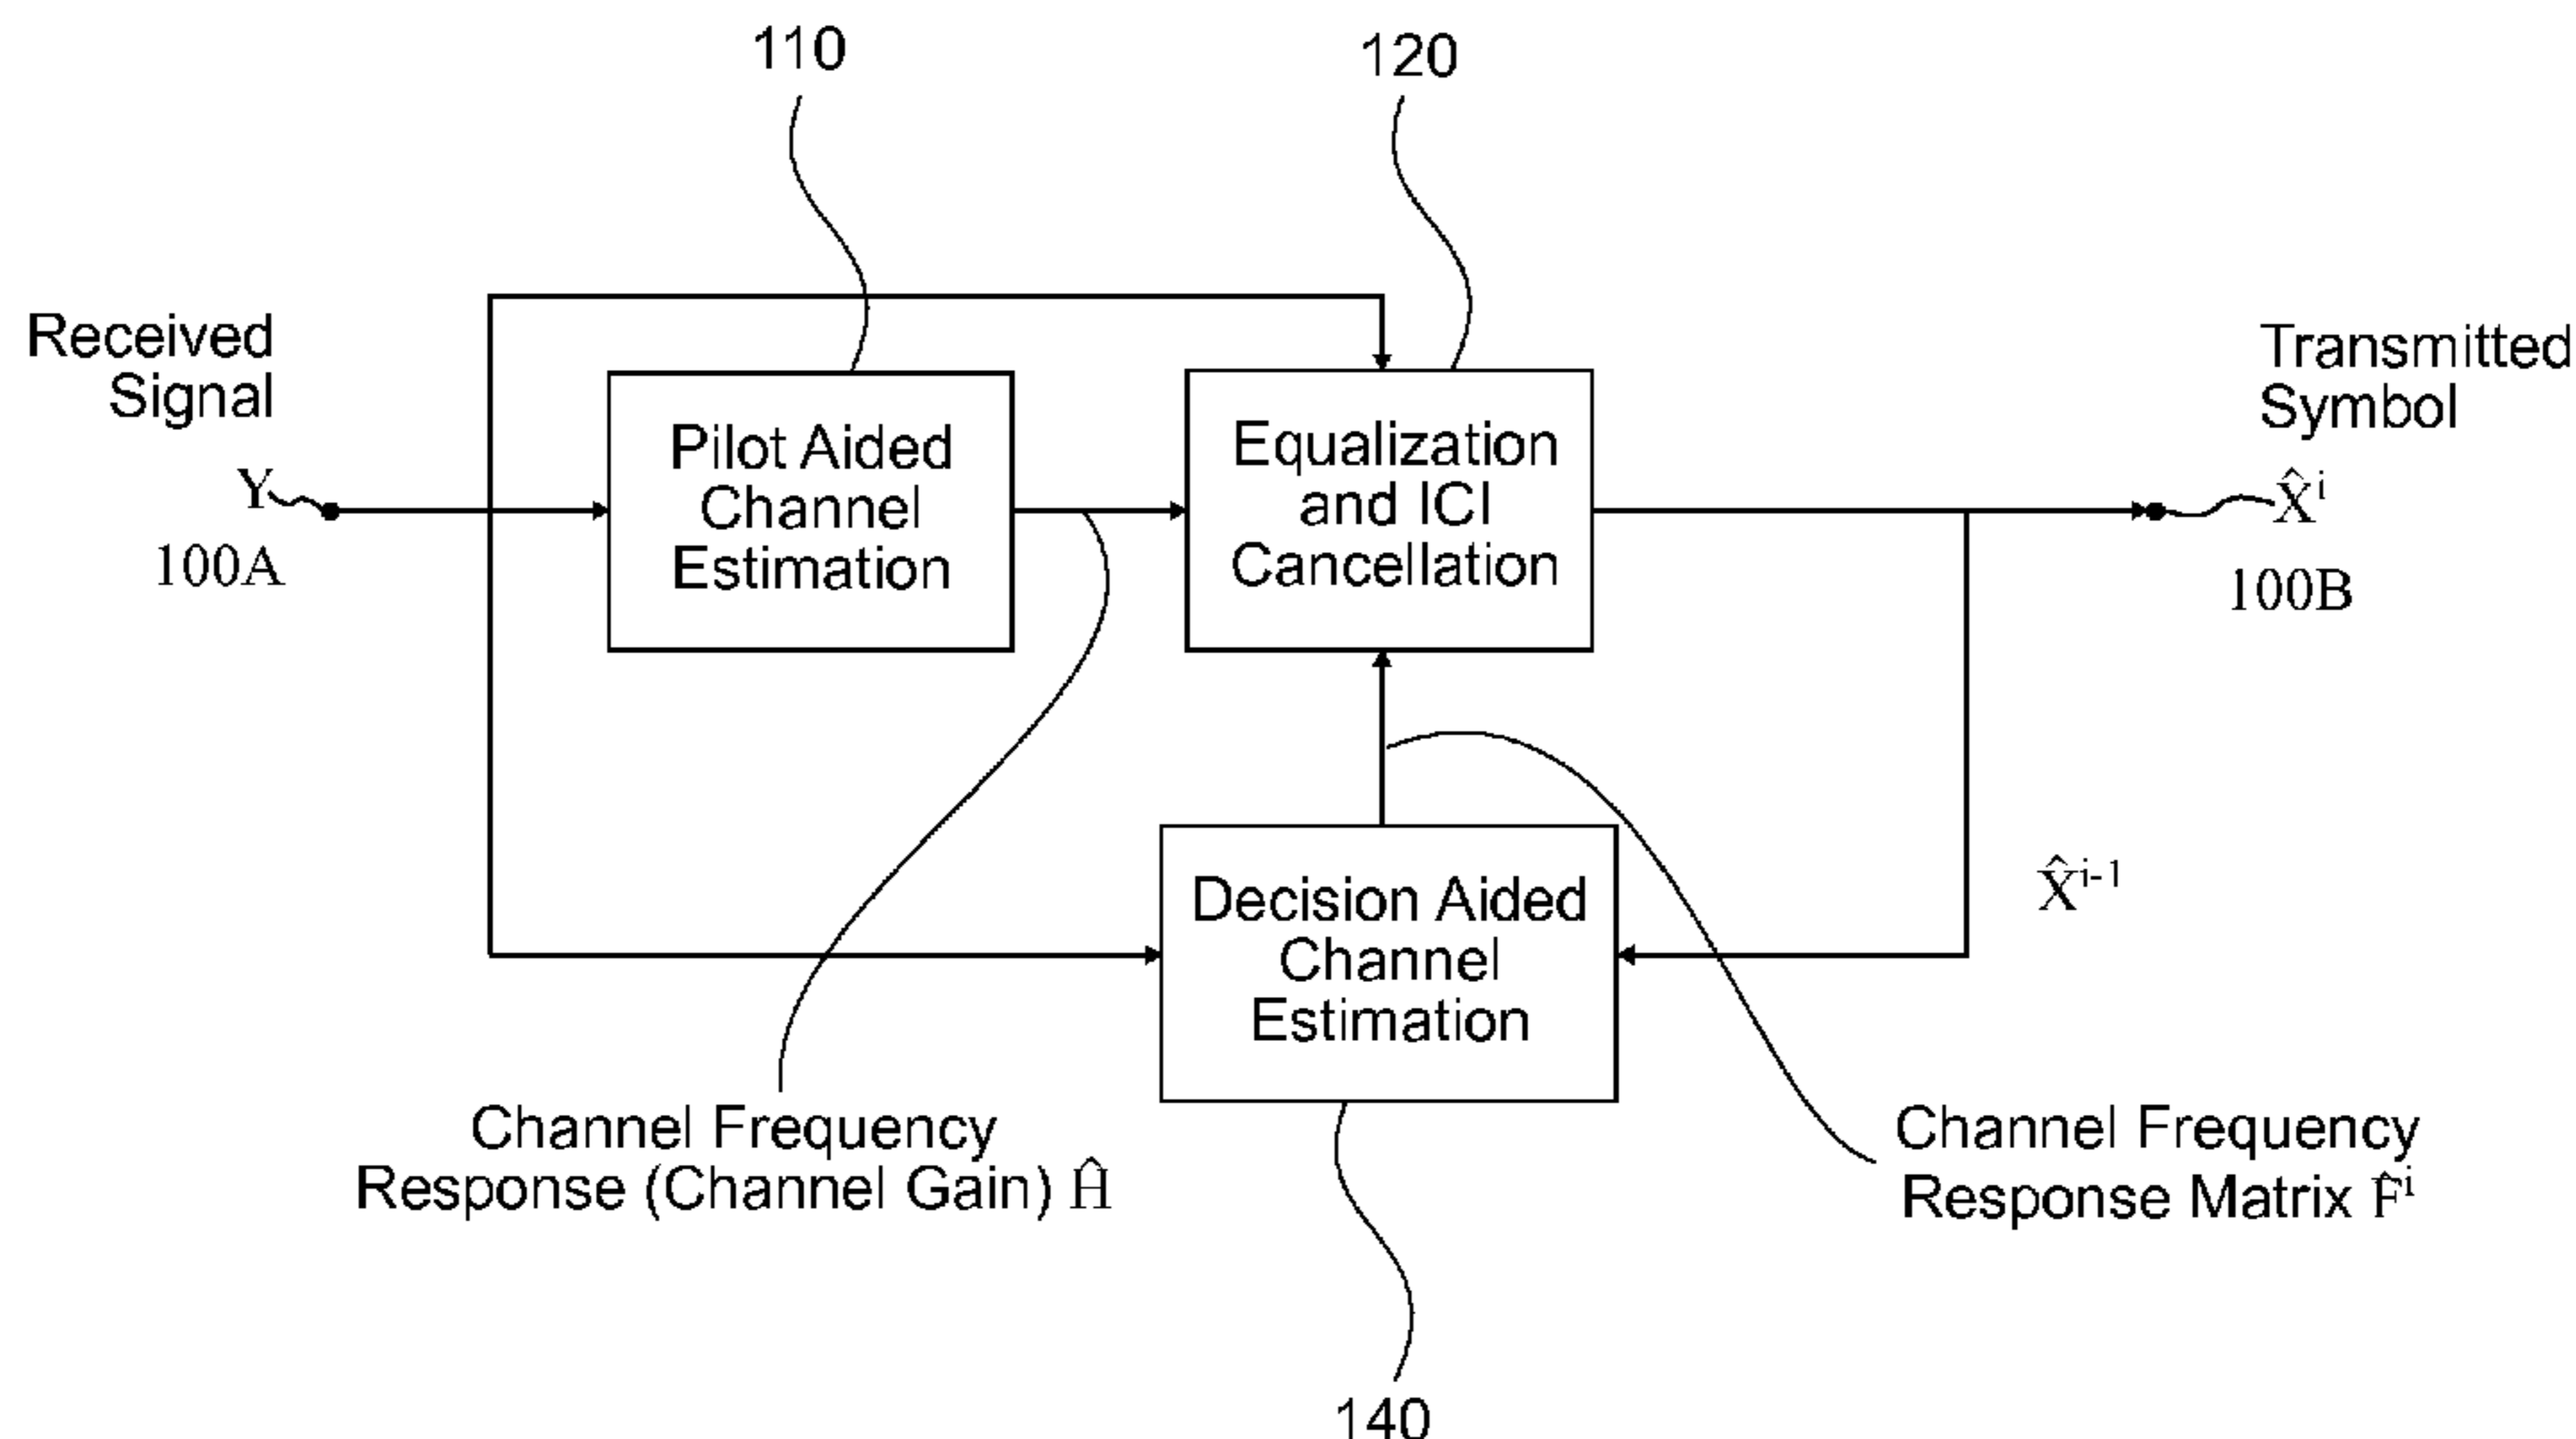 110
120
Received
Signal
Transmitted
Symbol
Y
100A
Pilot Aided
Channel
Estimation
Equalization
and ICI
Cancellation
X̂ⁱ
100B
Decision Aided
Channel
Estimation
X̂ⁱ⁻¹
Channel Frequency
Response (Channel Gain) Ĥ
Channel Frequency
Response Matrix F̂ⁱ
140